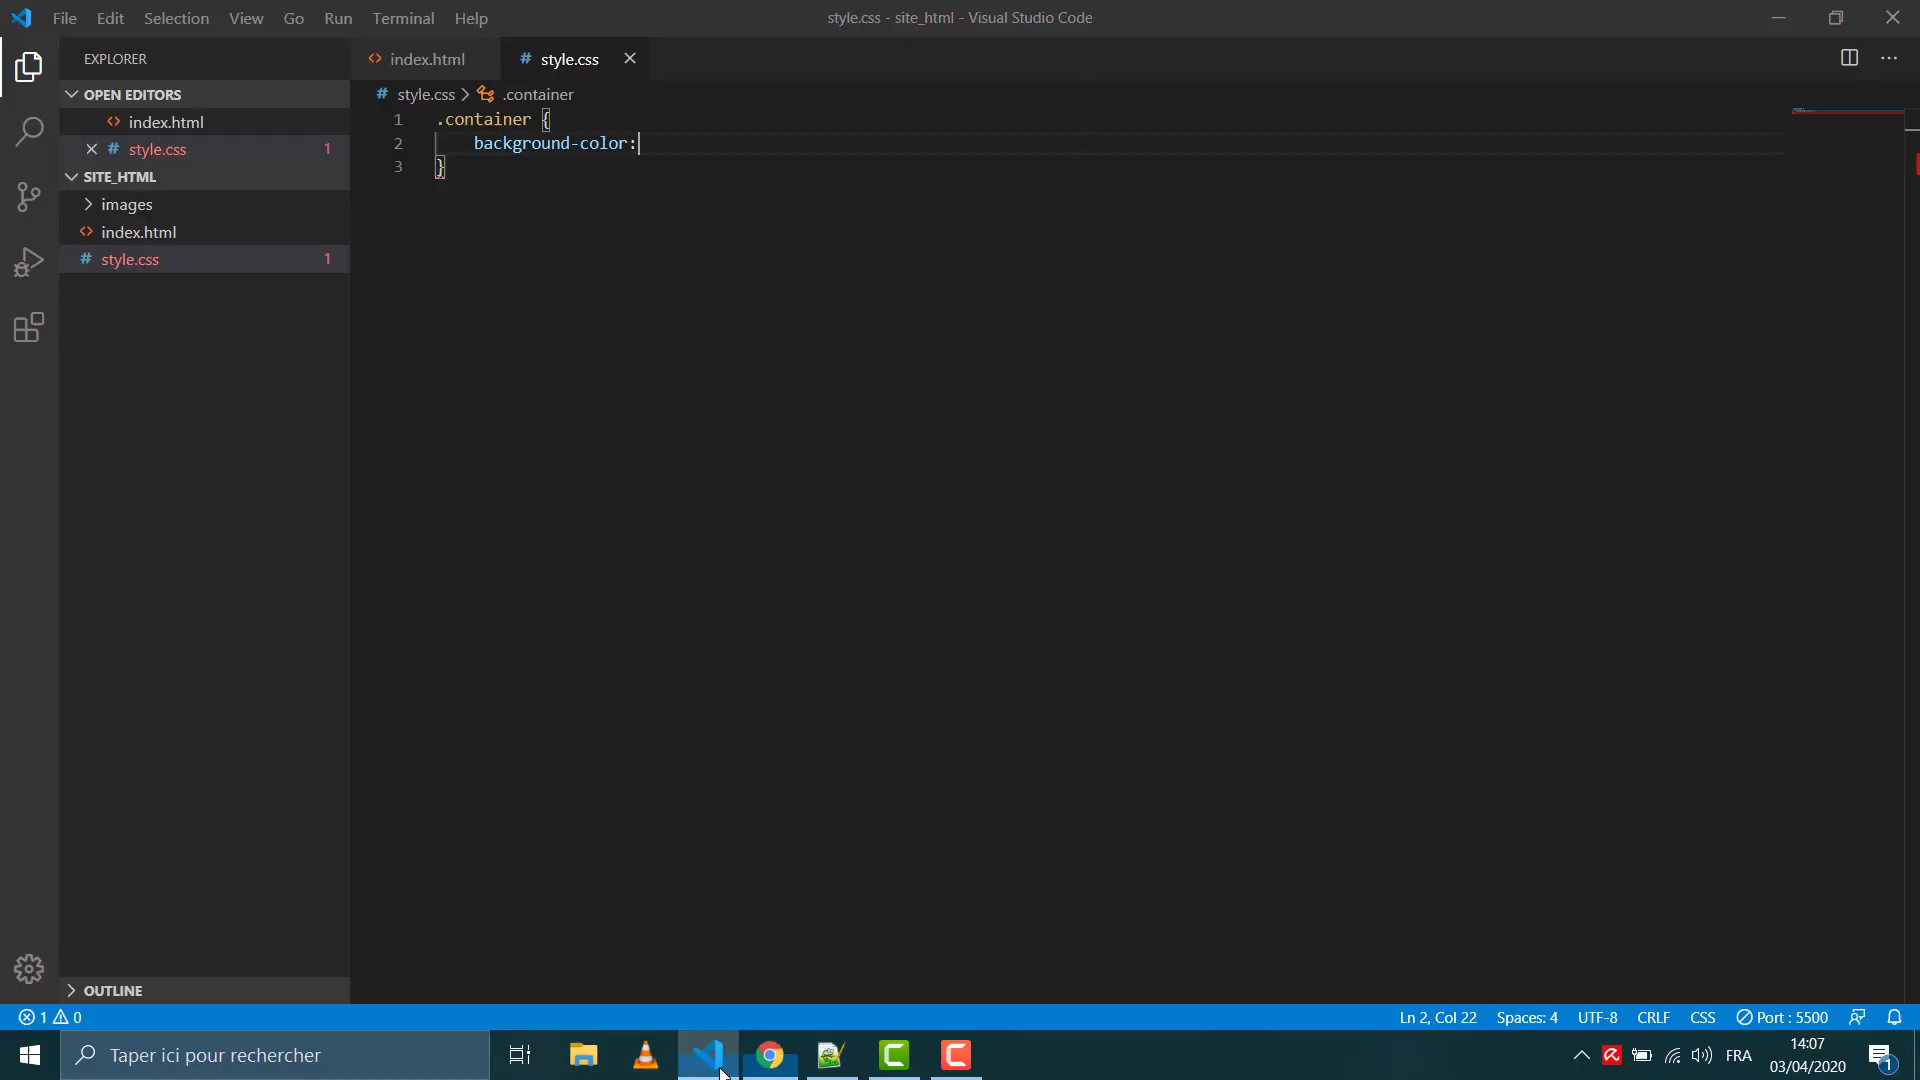 File Edit Selection View Go Run Terminal Help style.css - site_html - Visual Studio Code
EXPLORER
index.html style.css
OPEN EDITORS
index.html
style.css 1
SITE_HTML
images
index.html
style.css 1
style.css > .container
1 .container {
2 background-color:
3 }
OUTLINE
1 0 Ln 2, Col 22 Spaces: 4 UTF-8 CRLF CSS Port : 5500
Taper ici pour rechercher
FRA
14:07
03/04/2020
1